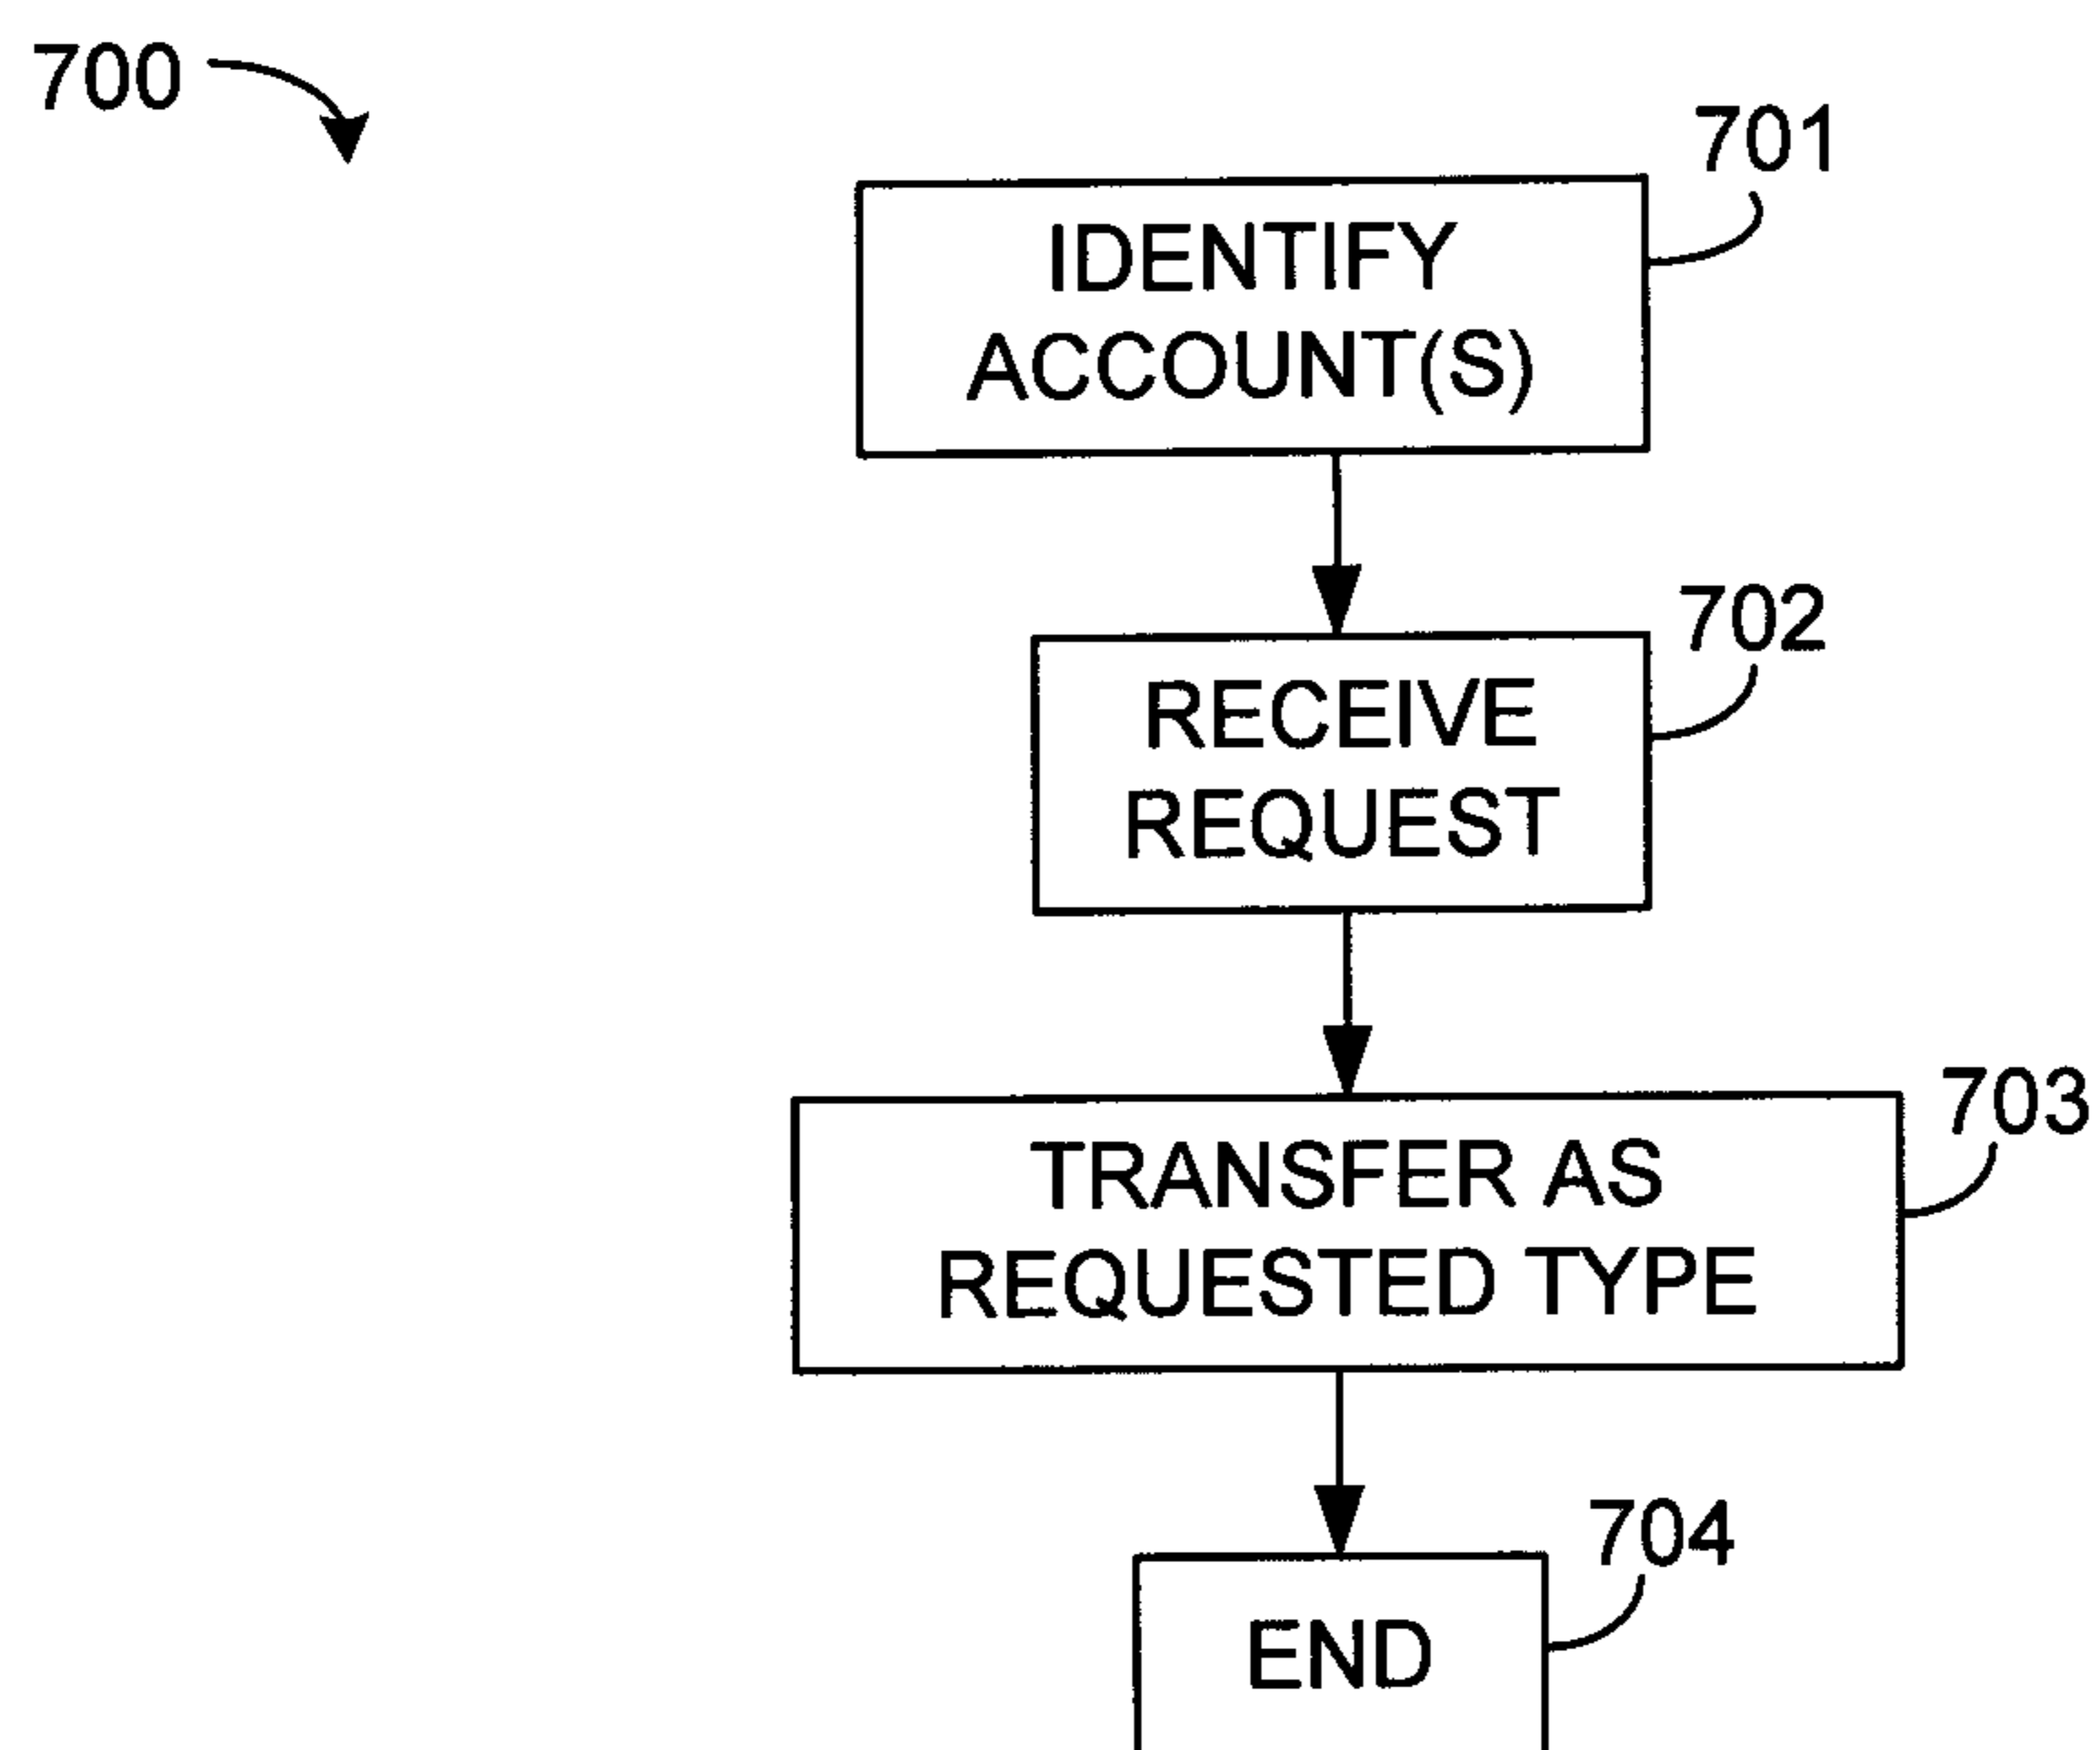 700
701
IDENTIFY
ACCOUNT(S)
702
RECEIVE
REQUEST
703
TRANSFER AS
REQUESTED TYPE
704
END